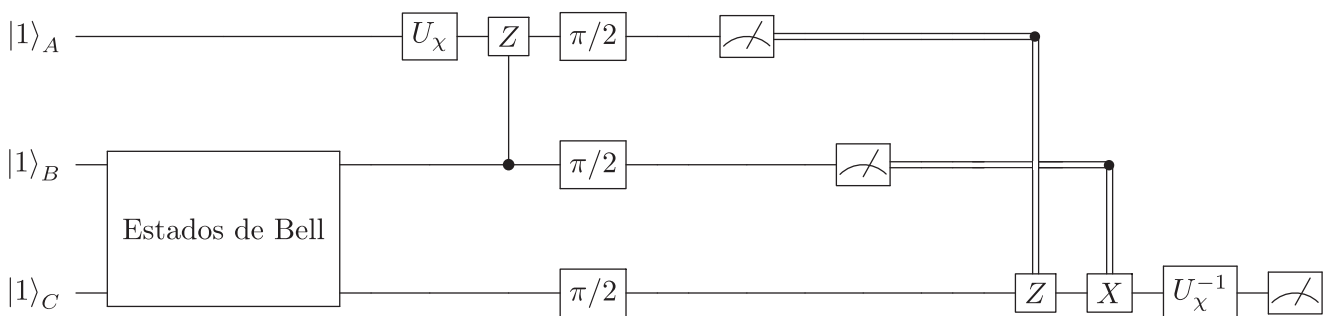 |1⟩_A U_χ Z π/2
|1⟩_B π/2
Estados de Bell
|1⟩_C π/2 Z X U_χ^{-1}